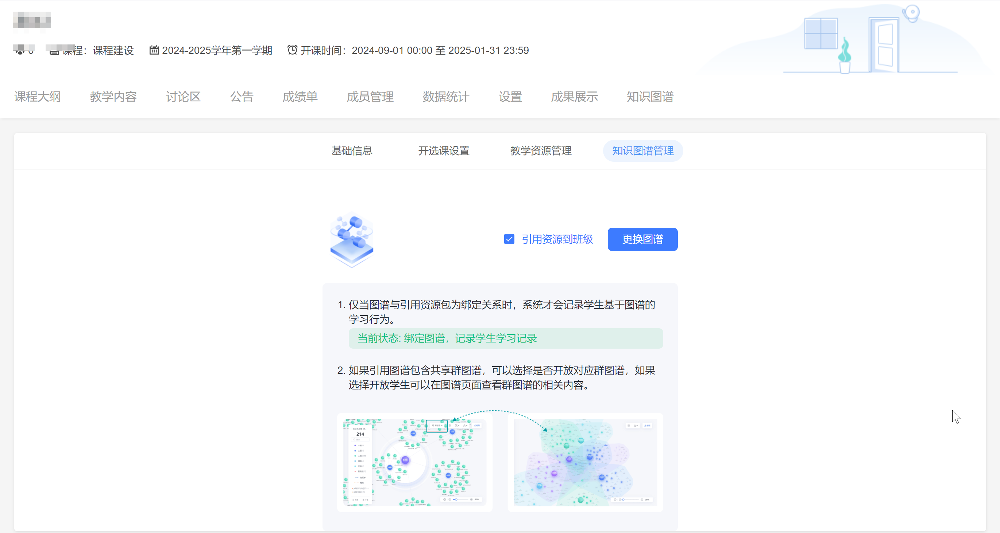 课程：课程建设
2024-2025学年第一学期
开课时间：2024-09-01 00:00 至 2025-01-31 23:59
课程大纲
教学内容
讨论区
公告
成绩单
成员管理
数据统计
设置
成果展示
知识图谱
基础信息
开选课设置
教学资源管理
知识图谱管理
引用资源到班级
更换图谱
1. 仅当图谱与引用资源包为绑定关系时，系统才会记录学生基于图谱的
学习行为。
当前状态: 绑定图谱，记录学生学习记录
2. 如果引用图谱包含共享群图谱，可以选择是否开放对应群图谱，如果
选择开放学生可以在图谱页面查看群图谱的相关内容。
214